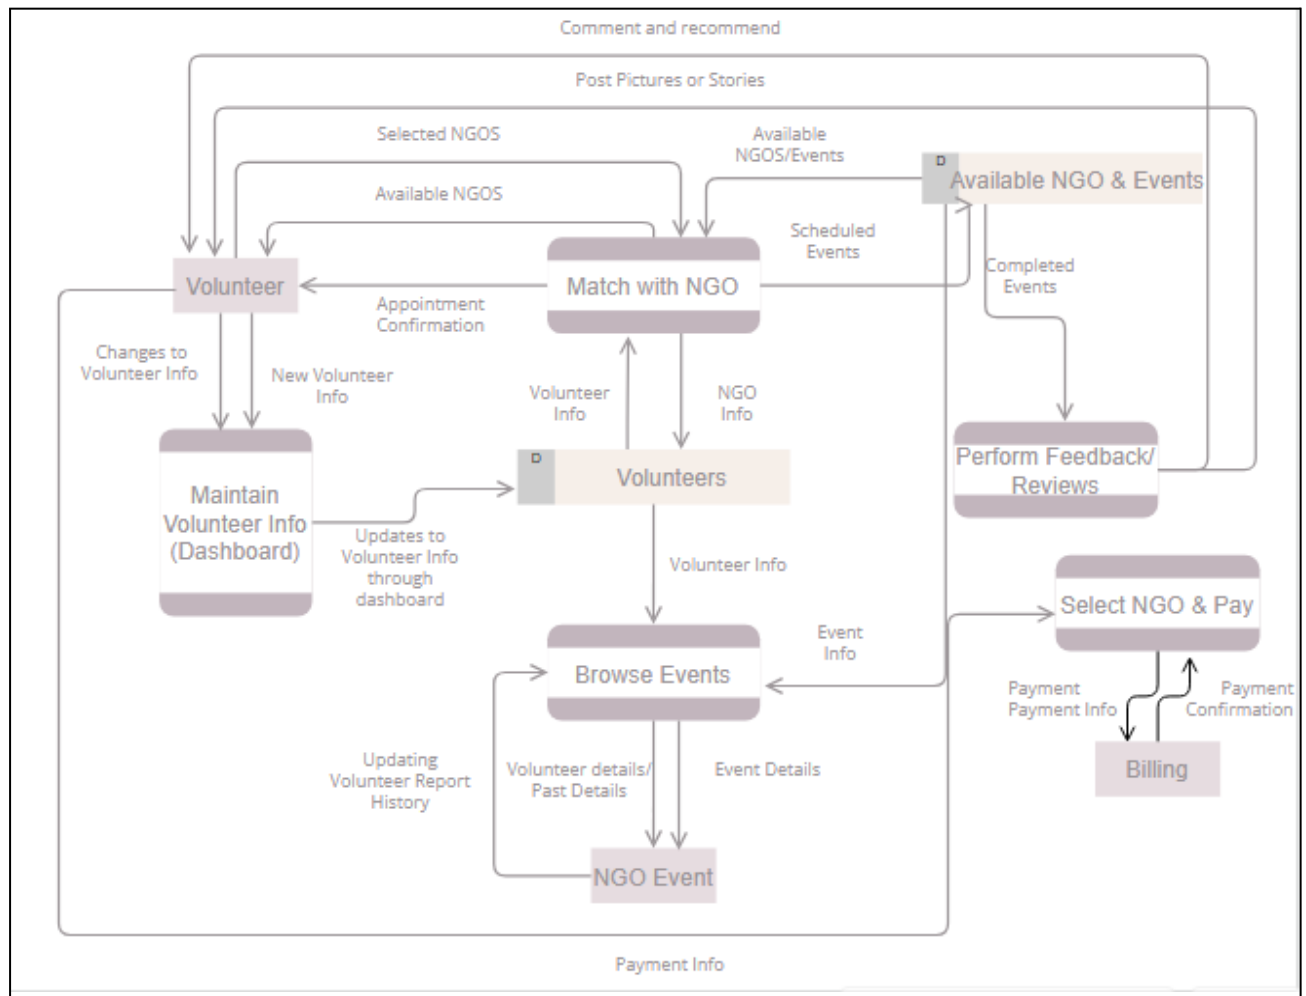 Comment and recommend
Post Pictures or Stories
Selected NGOS
Available
NGOS/Events
D
Available NGO & Events
Available NGOS
Scheduled
Events
Volunteer
Match with NGO
Completed
Events
Appointment
Confirmation
Changes to
Volunteer Info
New Volunteer
Info
Volunteer
Info
NGO
Info
D
Volunteers
Perform Feedback/
Reviews
Maintain
Volunteer Info
(Dashboard)
Updates to
Volunteer Info
through
dashboard
Volunteer Info
Select NGO & Pay
Event
Info
Browse Events
Payment
Payment Info
Payment
Confirmation
Updating
Volunteer Report
History
Volunteer details/
Past Details
Event Details
Billing
NGO Event
Payment Info